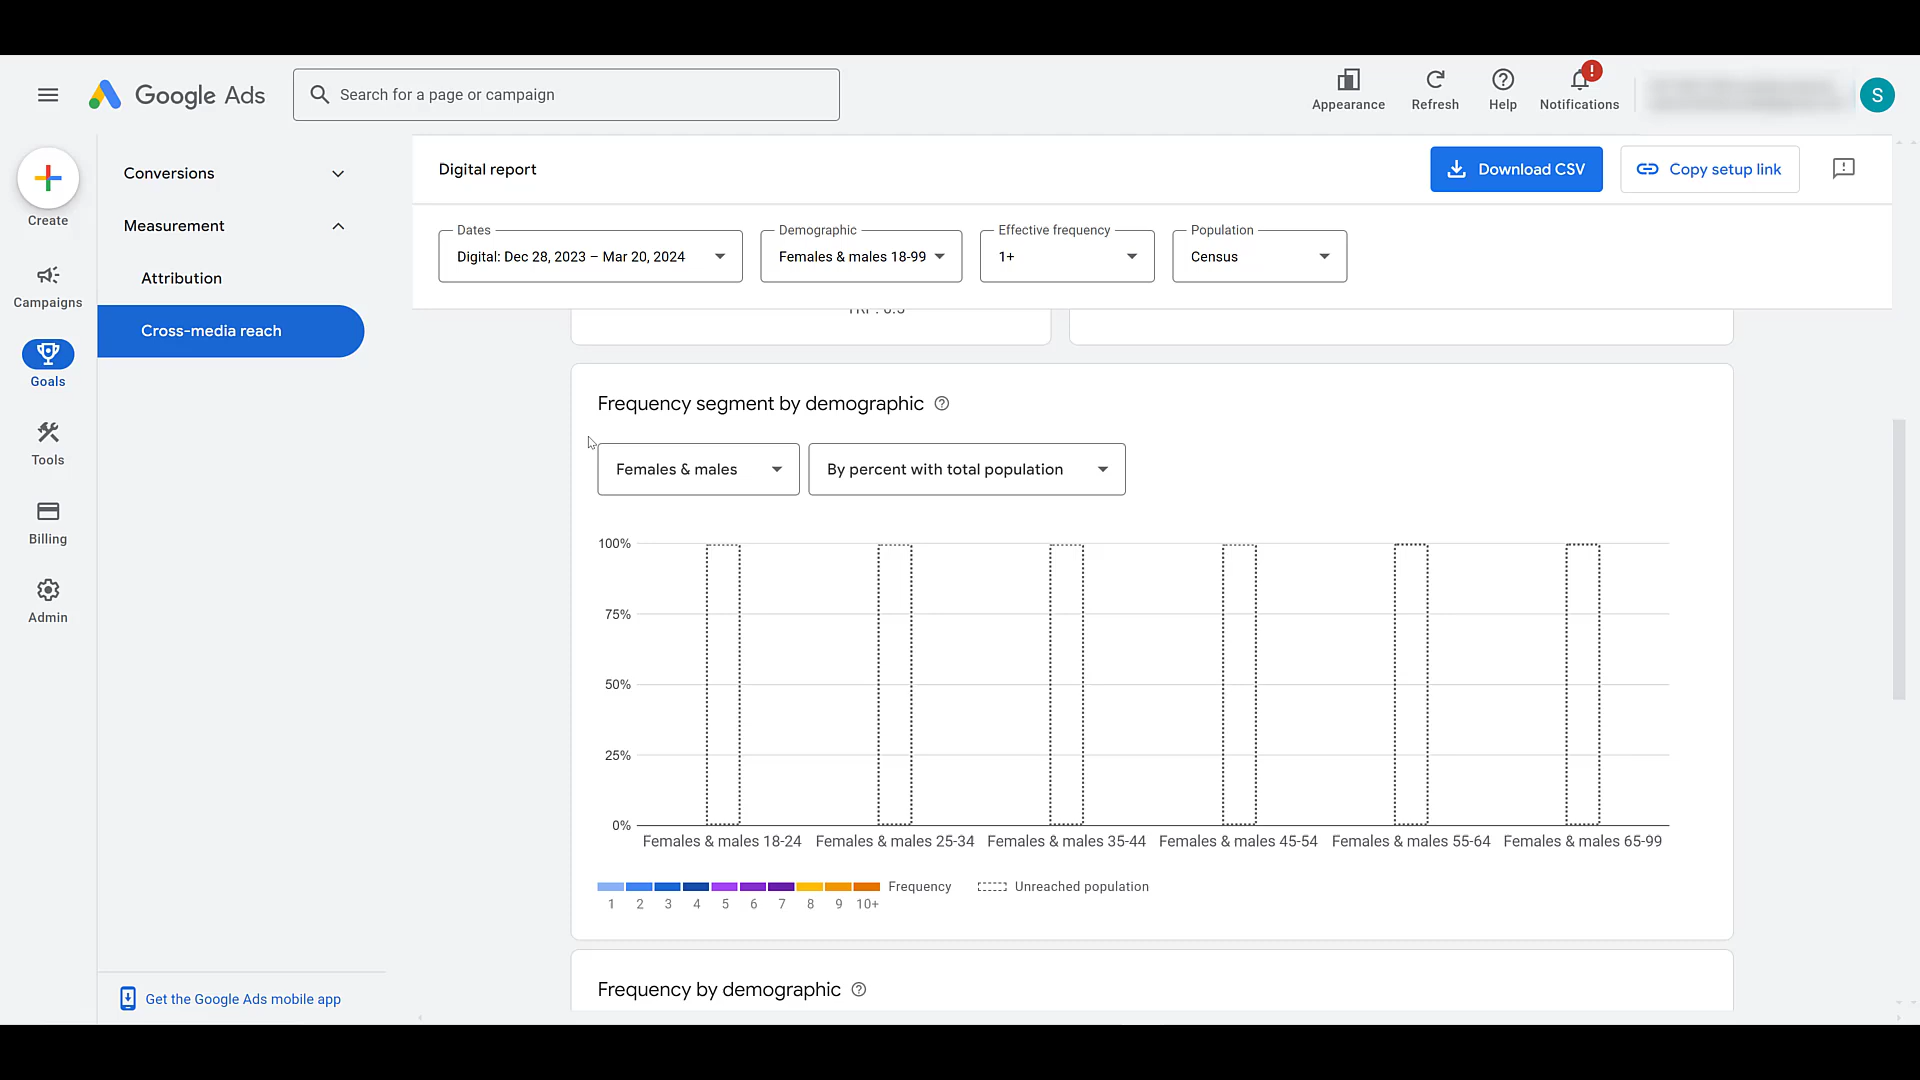 Google Ads
Search for a page or campaign
Appearance
Refresh
Help
!
Notifications
S
Create
Campaigns
Goals
Tools
Billing
Admin
Conversions
Measurement
Attribution
Cross-media reach
Get the Google Ads mobile app
Digital report
Download CSV
Copy setup link
Dates
Digital: Dec 28, 2023 – Mar 20, 2024
Demographic
Females & males 18-99
Effective frequency
1+
Population
Census
Frequency segment by demographic
Females & males
By percent with total population
100%
75%
50%
25%
0%
Females & males 18-24 Females & males 25-34 Females & males 35-44 Females & males 45-54 Females & males 55-64 Females & males 65-99
Frequency Unreached population
1 2 3 4 5 6 7 8 9 10+
Frequency by demographic